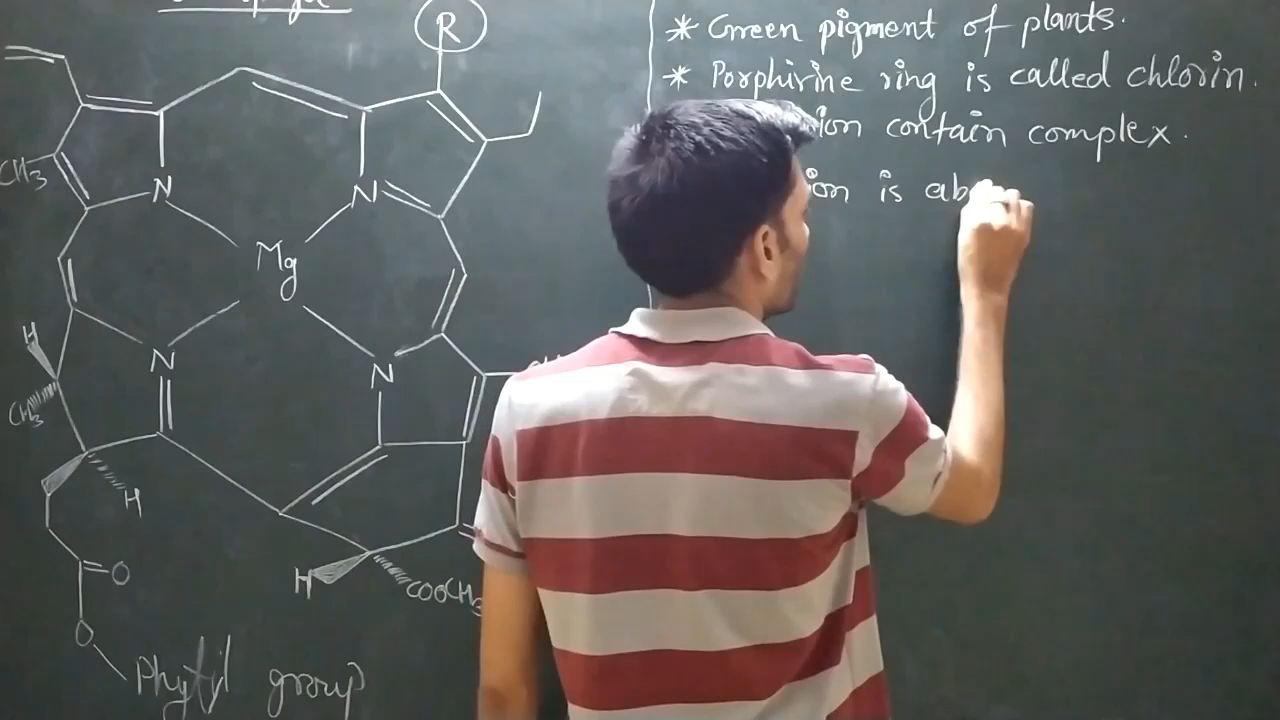 R
* Green pigment of plants.
* Porphirine ring is called chlorin.
ion contain complex.
ion is ab
CH3
N
N
Mg
N
N
H
CH3
H
O
O
H
COOCH3
Phytyl group